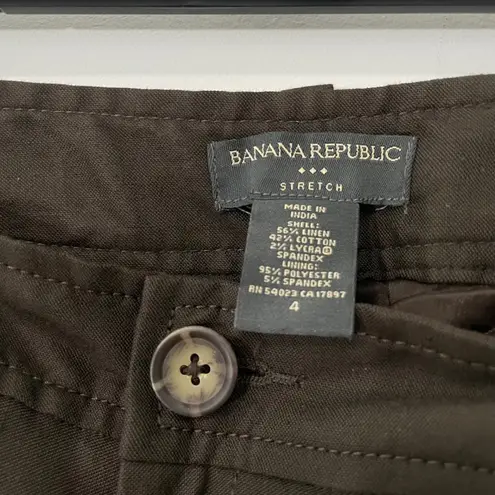 BANANA REPUBLIC
STRETCH
MADE IN
INDIA
SHELL:
56% LINEN
42% COTTON
2% LYCRA®
SPANDEX
LINING:
95% POLYESTER
5% SPANDEX
RN 54023 CA 17897
4